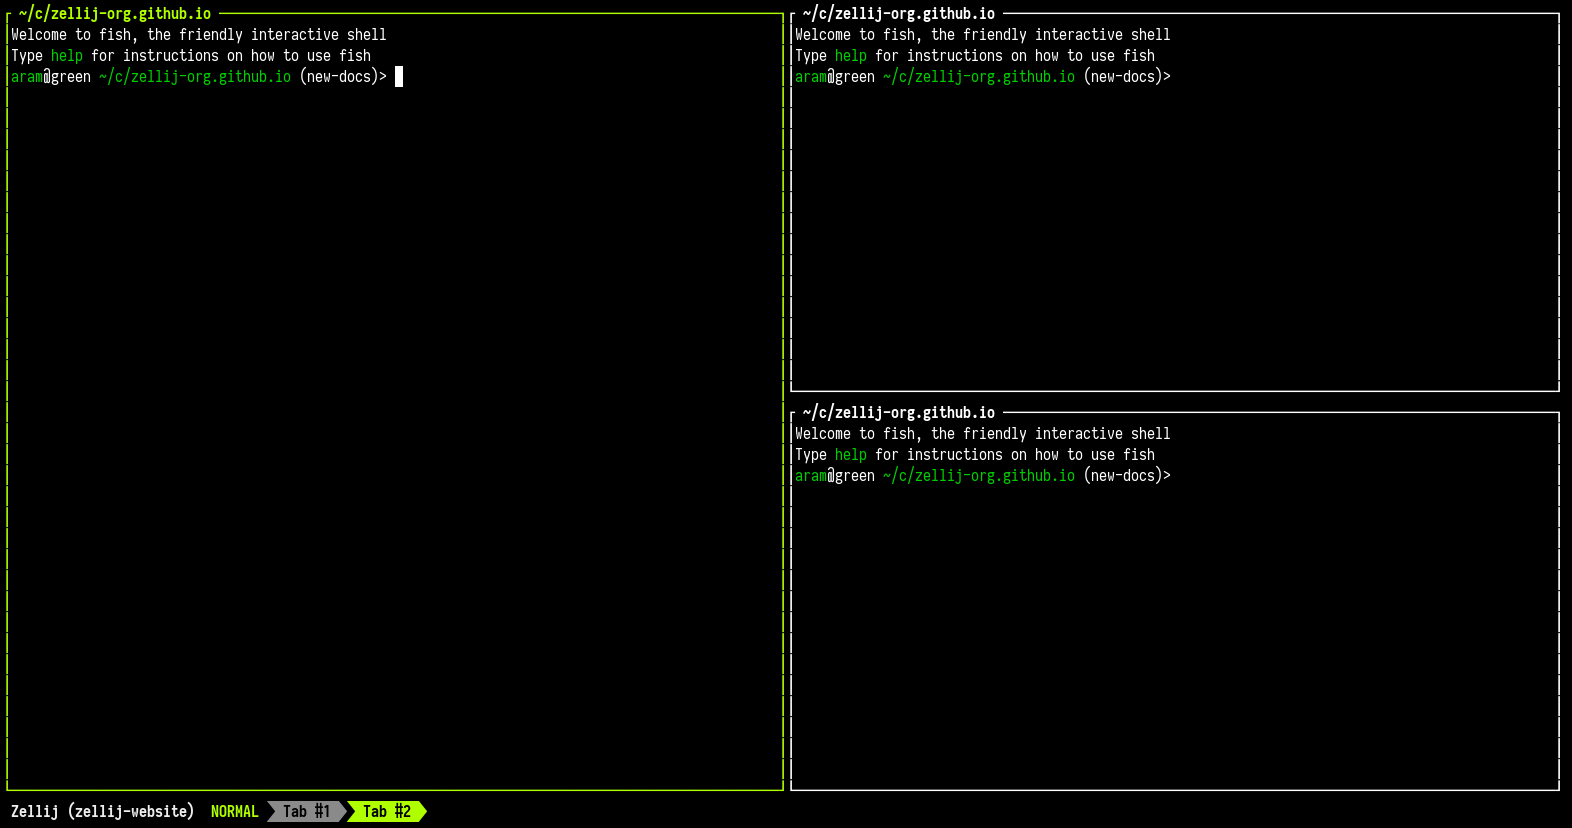 ~/c/zellij-org.github.io
Welcome to fish, the friendly interactive shell
Type help for instructions on how to use fish
aram@green ~/c/zellij-org.github.io (new-docs)>
~/c/zellij-org.github.io
Welcome to fish, the friendly interactive shell
Type help for instructions on how to use fish
aram@green ~/c/zellij-org.github.io (new-docs)>
~/c/zellij-org.github.io
Welcome to fish, the friendly interactive shell
Type help for instructions on how to use fish
aram@green ~/c/zellij-org.github.io (new-docs)>
Zellij (zellij-website) NORMAL Tab #1 Tab #2